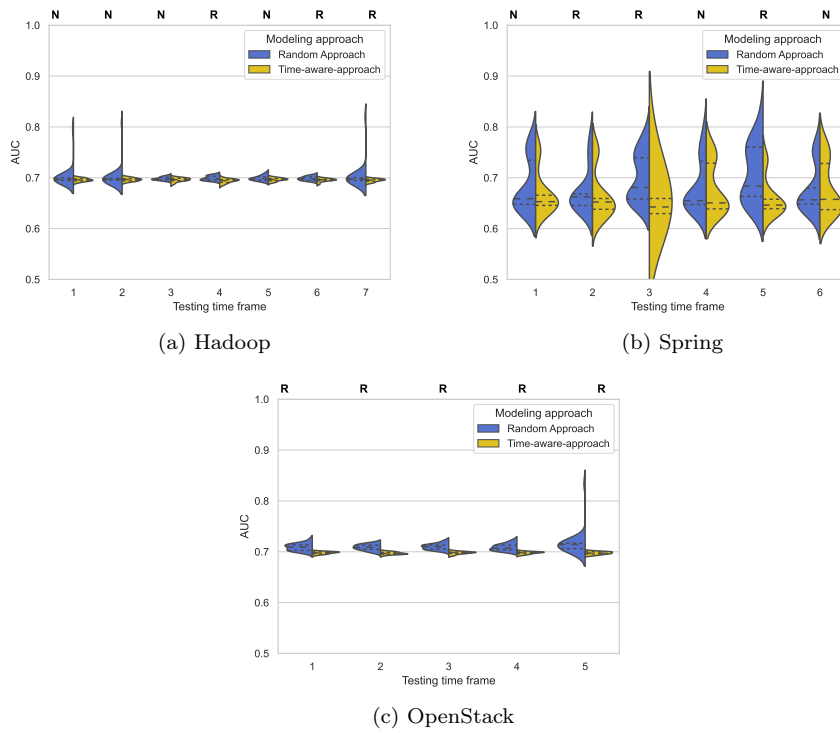 N N N R N R R
1.0
0.9
0.8
0.7
0.6
0.5
AUC
Modeling approach
Random Approach
Time-aware-approach
1 2 3 4 5 6 7
Testing time frame
(a) Hadoop
N R R N R N
1.0
0.9
0.8
0.7
0.6
0.5
AUC
Modeling approach
Random Approach
Time-aware-approach
1 2 3 4 5 6
Testing time frame
(b) Spring
R R R R R
1.0
0.9
0.8
0.7
0.6
0.5
AUC
Modeling approach
Random Approach
Time-aware-approach
1 2 3 4 5
Testing time frame
(c) OpenStack